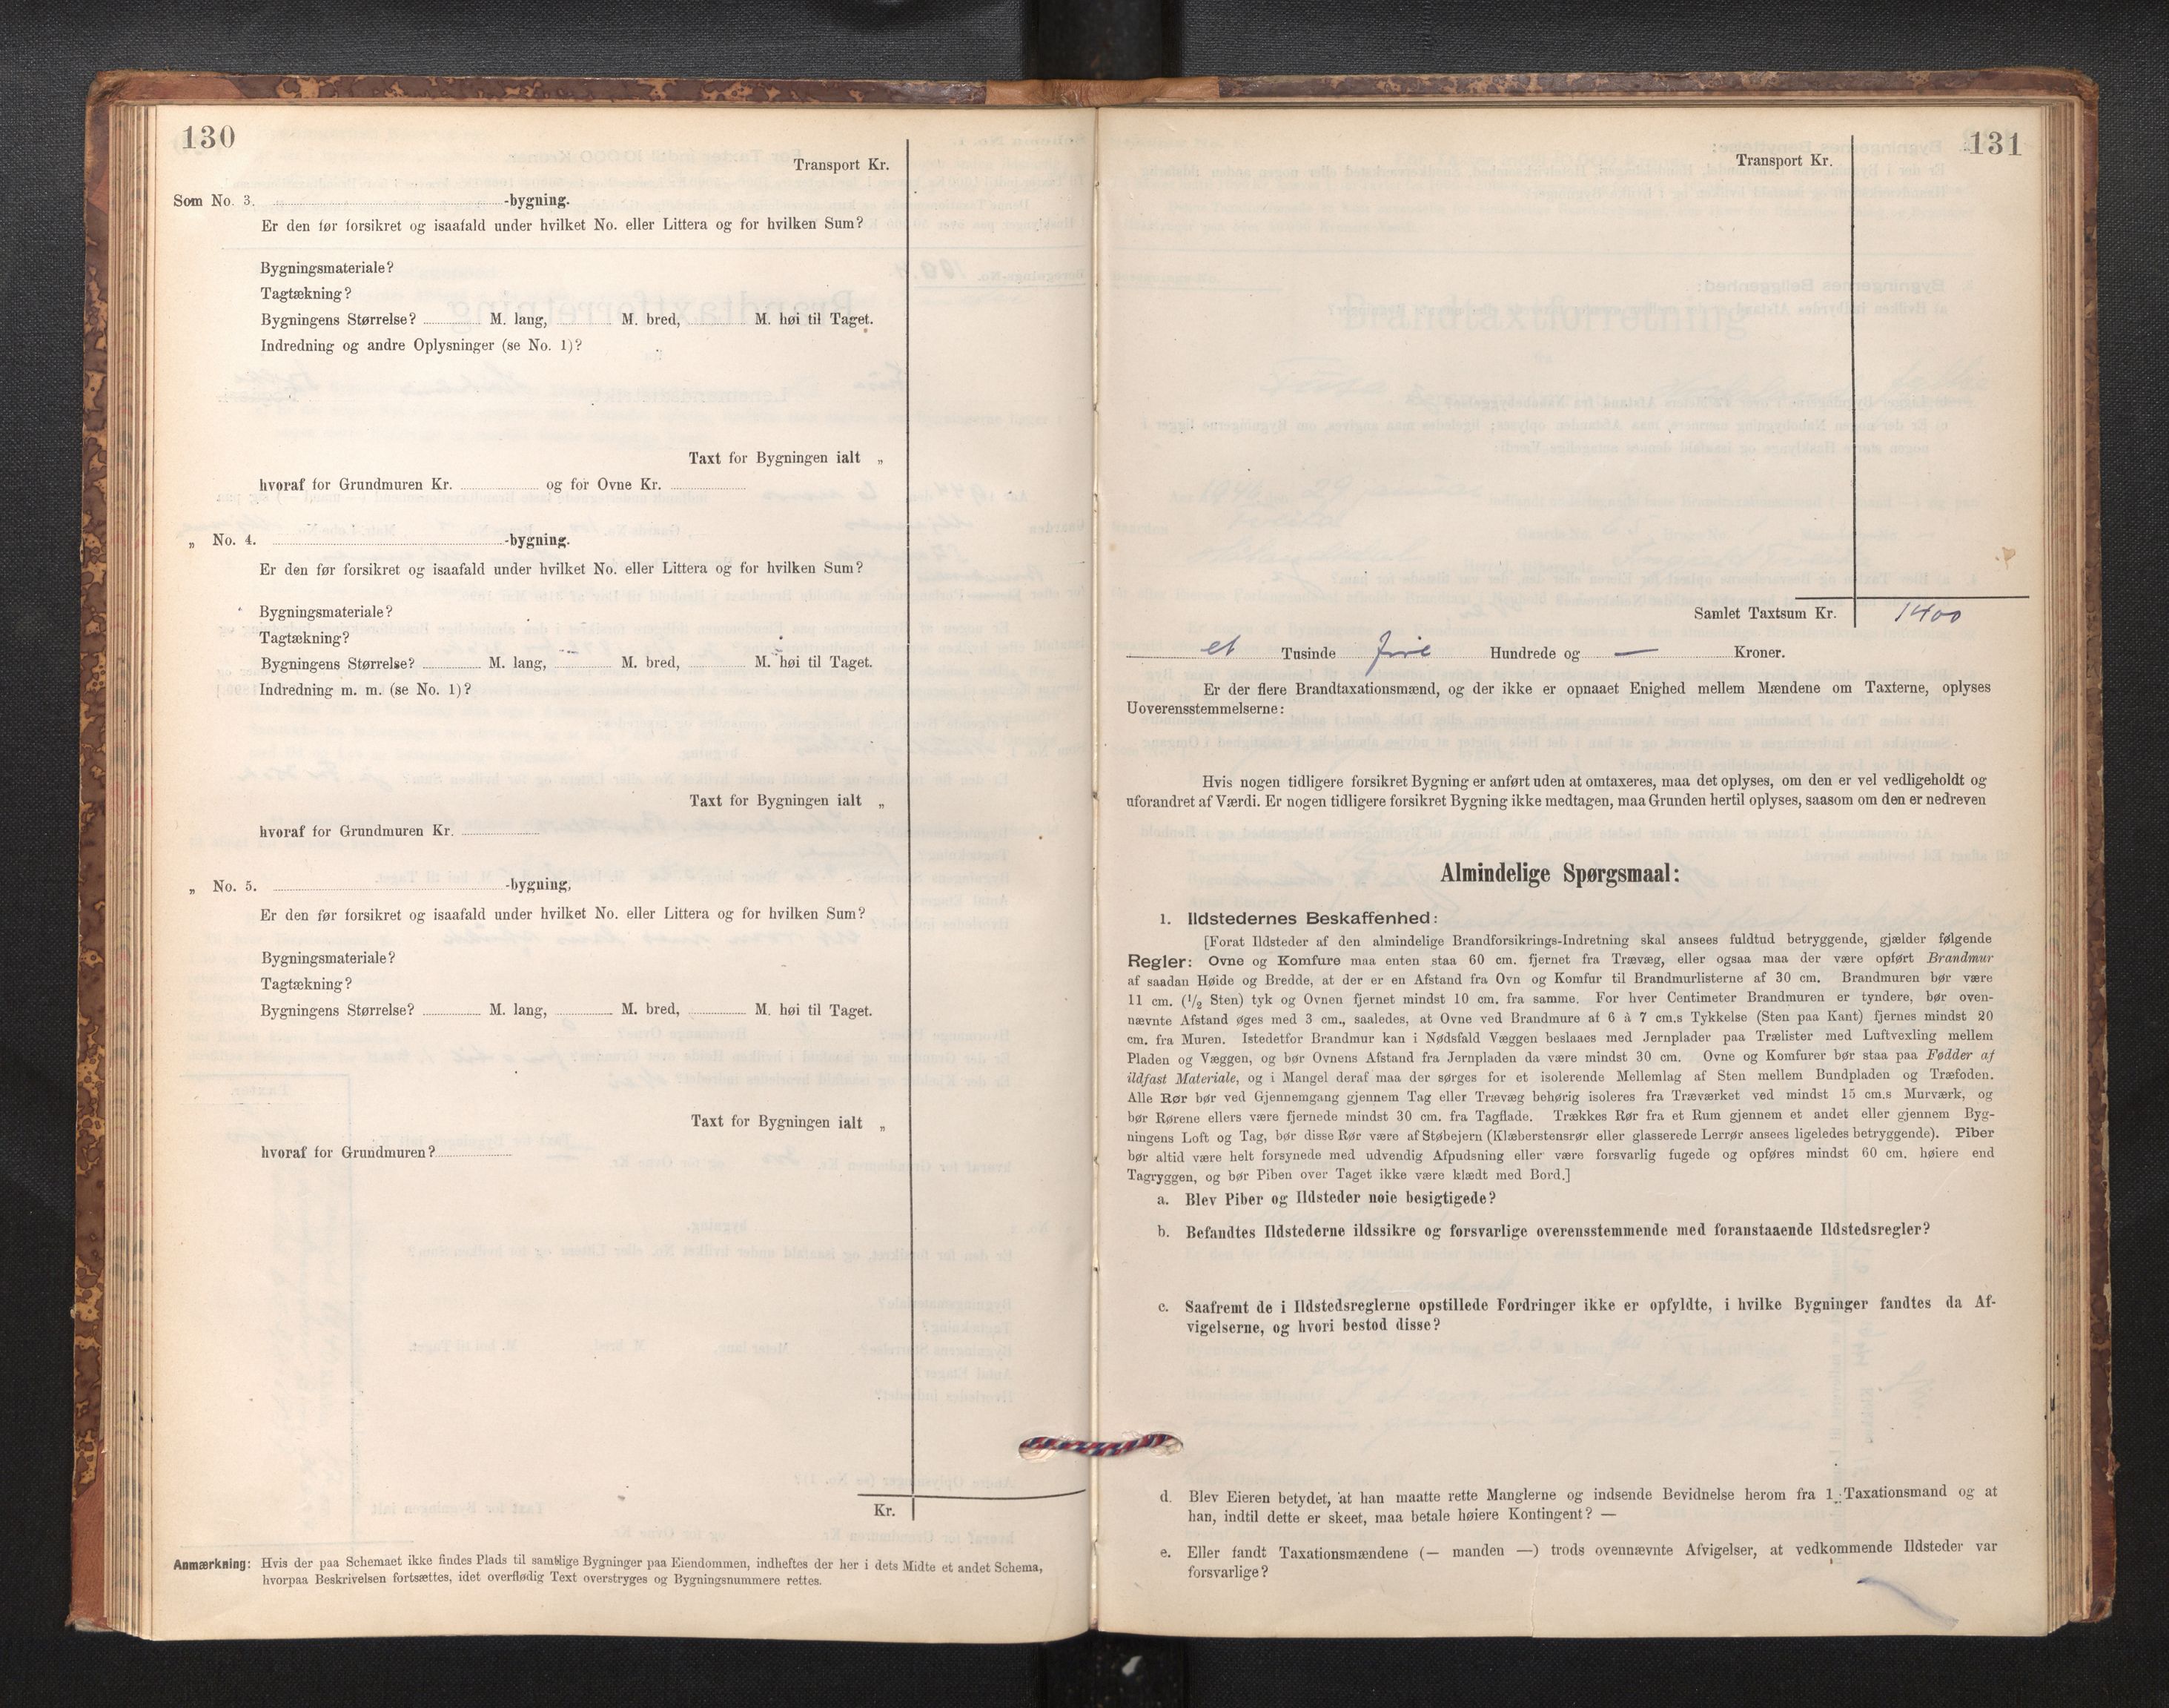 130
Transport Kr.
Som No. 3. -bygning.
Er den før forsikret og isaafald under hvilket No. eller Littera og for hvilken Sum?
Bygningsmateriale?
Tagtækning?
Bygningens Størrelse? M. lang, M. bred, M. høi til Taget.
Indredning og andre Oplysninger (se No. 1)?
Taxt for Bygningen ialt „
hvoraf for Grundmuren Kr. og for Ovne Kr.
„ No. 4. -bygning.
Er den før forsikret og isaafald under hvilket No. eller Littera og for hvilken Sum?
Bygningsmateriale?
Tagtækning?
Bygningens Størrelse? M. lang, M. bred, M. høi til Taget.
Indredning m. m. (se No. 1)?
Taxt for Bygningen ialt „
hvoraf for Grundmuren Kr.
„ No. 5. -bygning,
Er den før forsikret og isaafald under hvilket No. eller Littera og for hvilken Sum?
Bygningsmateriale?
Tagtækning?
Bygningens Størrelse? M. lang, M. bred, M. høi til Taget.
Taxt for Bygningen ialt „
hvoraf for Grundmuren?
Kr.
Anmærkning: Hvis der paa Schemaet ikke findes Plads til samtlige Bygninger paa Eiendommen, indheftes der her i dets Midte et andet Schema,
hvorpaa Beskrivelsen fortsættes, idet overflødig Text overstryges og Bygningsnummere rettes.
131
Transport Kr.
Samlet Taxtsum Kr. 1400
et Tusinde fire Hundrede og — Kroner.
Er der flere Brandtaxationsmænd, og der ikke er opnaaet Enighed mellem Mændene om Taxterne, oplyses
Uoverensstemmelserne:
Hvis nogen tidligere forsikret Bygning er anført uden at omtaxeres, maa det oplyses, om den er vel vedligeholdt og
uforandret af Værdi. Er nogen tidligere forsikret Bygning ikke medtagen, maa Grunden hertil oplyses, saasom om den er nedreven
Almindelige Spørgsmaal:
1. Ildstedernes Beskaffenhed:
[Forat Ildsteder af den almindelige Brandforsikrings-Indretning skal ansees fuldtud betryggende, gjælder følgende
Regler: Ovne og Komfure maa enten staa 60 cm. fjernet fra Trævæg, eller ogsaa maa der være opført Brandmur
af saadan Høide og Bredde, at der er en Afstand fra Ovn og Komfur til Brandmurlisterne af 30 cm. Brandmuren bør være
11 cm. (1/2 Sten) tyk og Ovnen fjernet mindst 10 cm. fra samme. For hver Centimeter Brandmuren er tyndere, bør oven-
nævnte Afstand øges med 3 cm., saaledes, at Ovne ved Brandmure af 6 à 7 cm.s Tykkelse (Sten paa Kant) fjernes mindst 20
cm. fra Muren. Istedetfor Brandmur kan i Nødsfald Væggen beslaaes med Jernplader paa Trælister med Luftvexling mellem
Pladen og Væggen, og bør Ovnens Afstand fra Jernpladen da være mindst 30 cm. Ovne og Komfurer bør staa paa Fødder af
ildfast Materiale, og i Mangel deraf maa der sørges for et isolerende Mellemlag af Sten mellem Bundpladen og Træfoden.
Alle Rør bør ved Gjennemgang gjennem Tag eller Trævæg behørig isoleres fra Træværket ved mindst 15 cm.s Murværk, og
bør Rørene ellers være fjernede mindst 30 cm. fra Tagflade. Trækkes Rør fra et Rum gjennem et andet eller gjennem Byg-
ningens Loft og Tag, bør disse Rør være af Støbejern (Klæberstensrør eller glasserede Lerrør ansees ligeledes betryggende). Piber
bør altid være helt forsynede med udvendig Afpudsning eller være forsvarlig fugede og opføres mindst 60 cm. høiere end
Tagryggen, og bør Piben over Taget ikke være klædt med Bord.]
a. Blev Piber og Ildsteder nøie besigtigede?
b. Befandtes Ildstederne ildssikre og forsvarlige overensstemmende med foranstaaende Ildstedsregler?
c. Saafremt de i Ildstedsreglerne opstillede Fordringer ikke er opfyldte, i hvilke Bygninger fandtes da Af-
vigelserne, og hvori bestod disse?
d. Blev Eieren betydet, at han maatte rette Manglerne og indsende Bevidnelse herom fra 1 Taxationsmand og at
han, indtil dette er skeet, maa betale høiere Kontingent? —
e. Eller fandt Taxationsmændene (— manden —) trods ovennævnte Afvigelser, at vedkommende Ildsteder var
forsvarlige?